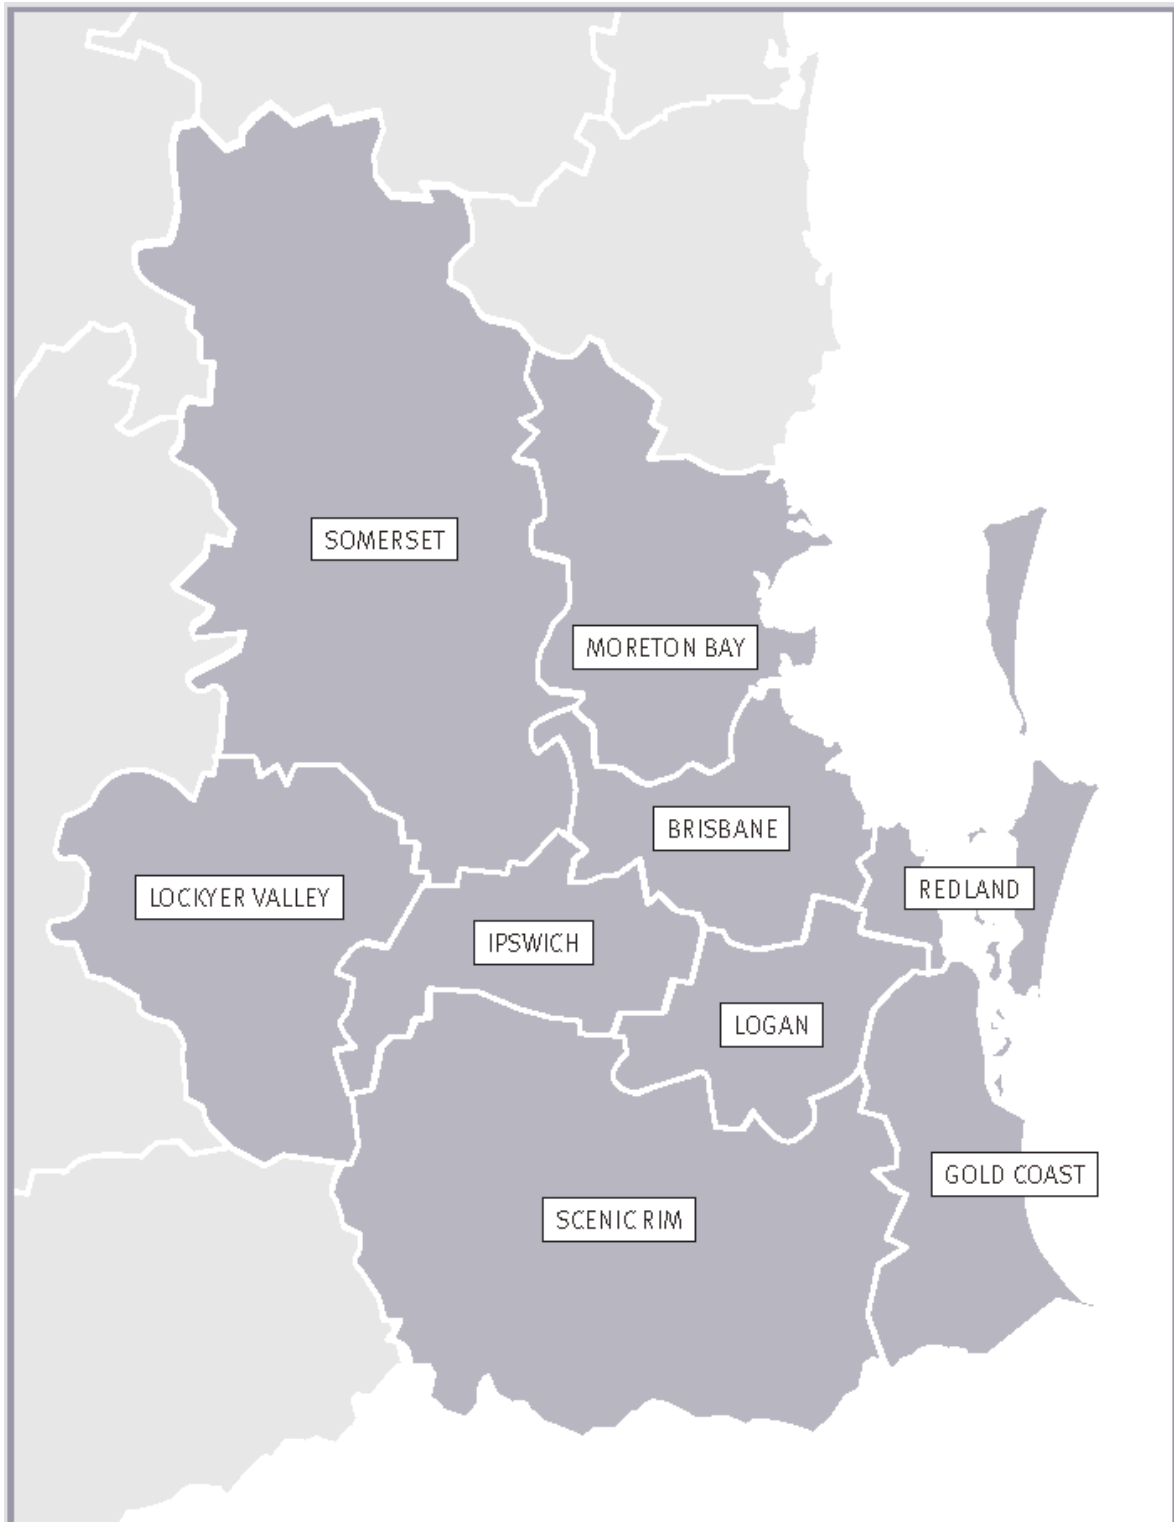 SOMERSET
MORETON BAY
BRISBANE
LOCKYER VALLEY
REDLAND
IPSWICH
LOGAN
GOLD COAST
SCENIC RIM